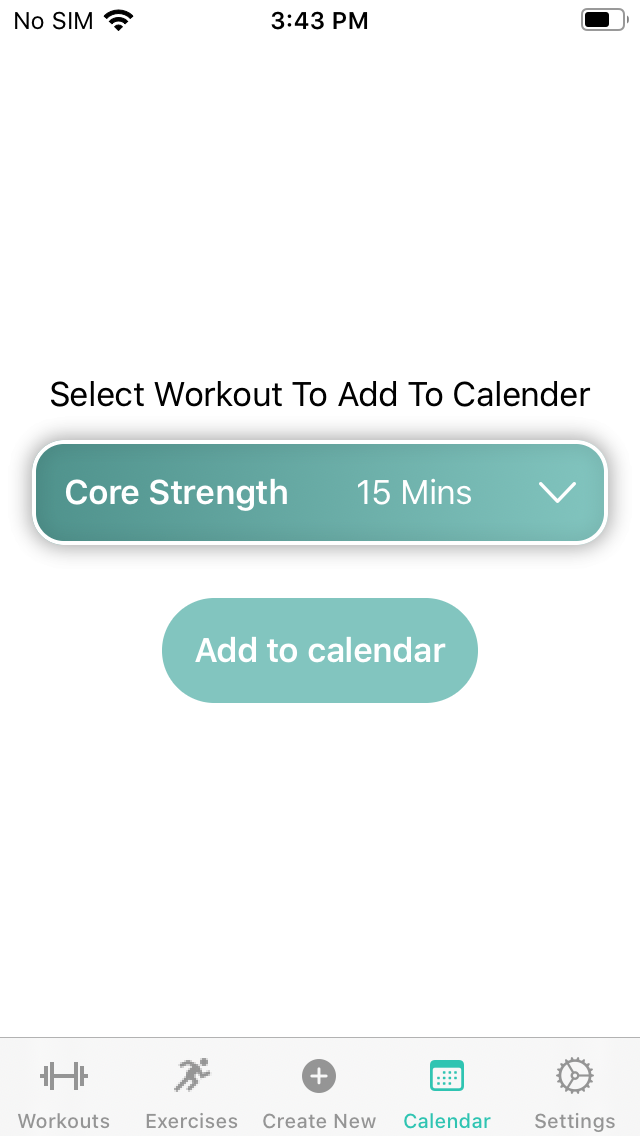 No SIM 3:43 PM
Select Workout To Add To Calender
Core Strength 15 Mins
Add to calendar
Workouts Exercises Create New Calendar Settings